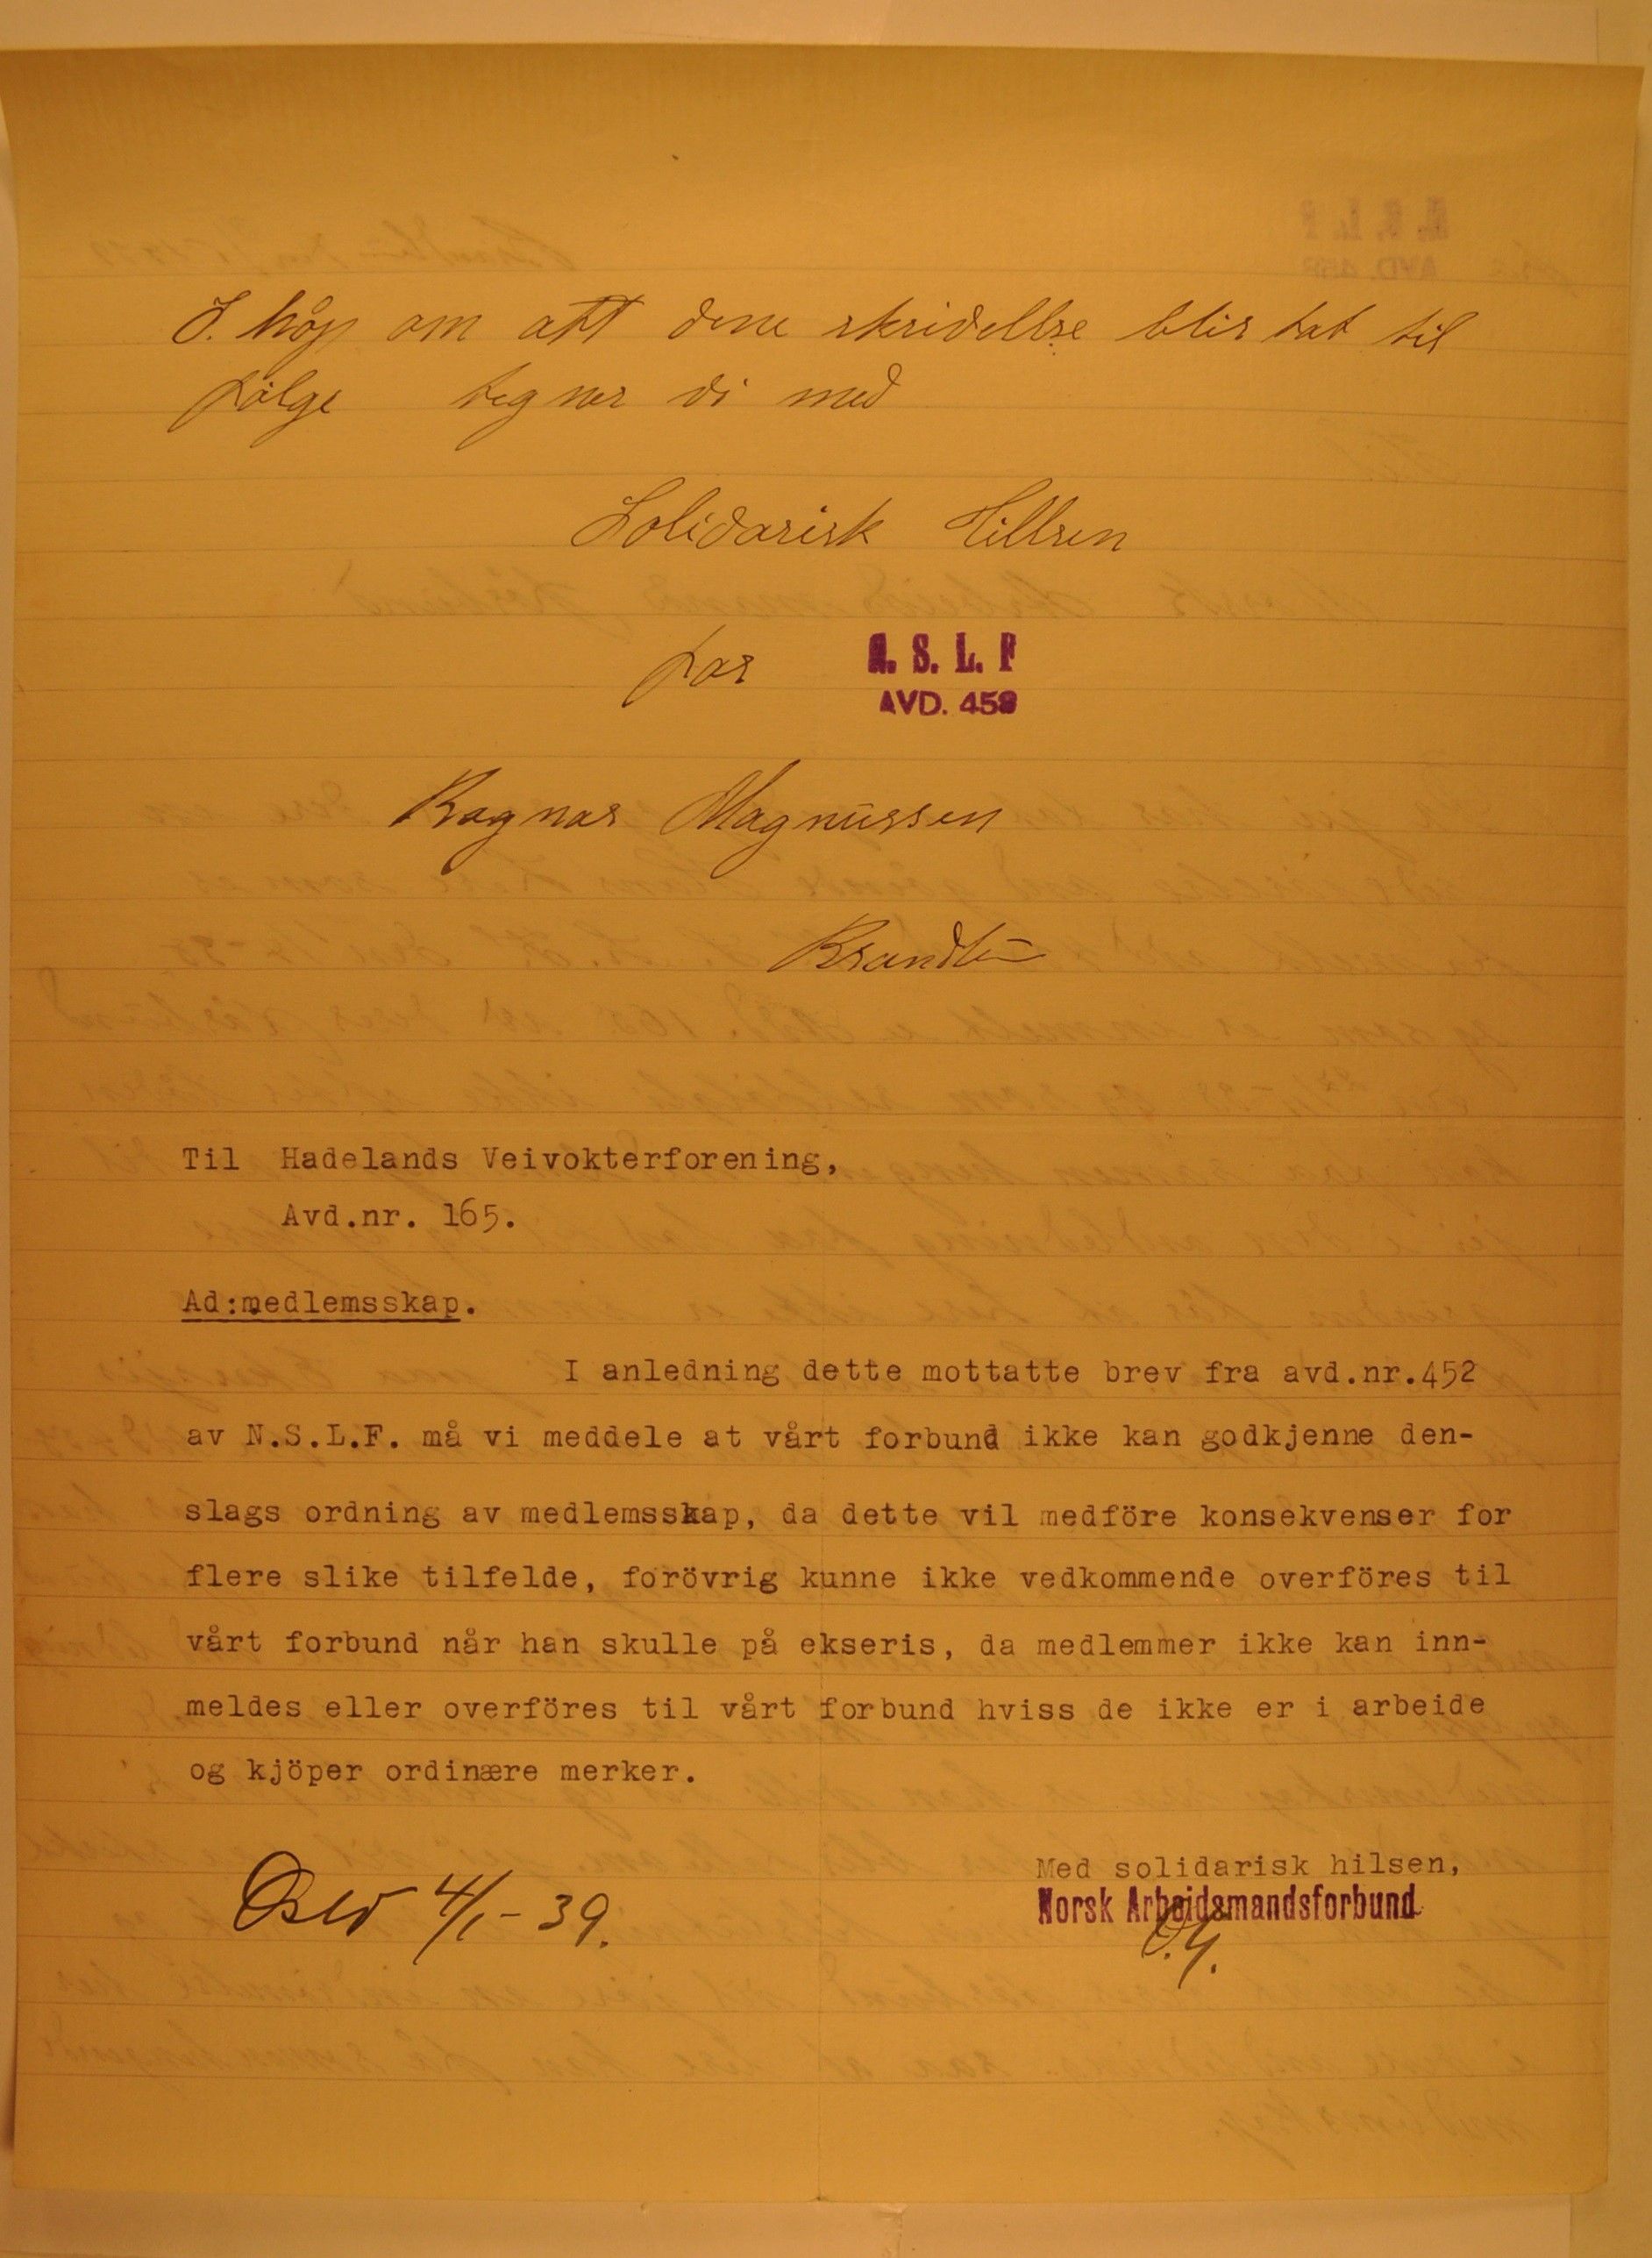 I. håp om att dene skridellse blir tat til
følge tegner vi med
Solidarisk Hillsen
for N. S. L. F
AVD. 452
Ragnar Magnussen
Brandbu
Til Hadelands Veivokterforening,
Avd.nr. 165.
Ad:medlemsskap.
I anledning dette mottatte brev fra avd.nr.452
av N.S.L.F. må vi meddele at vårt forbund ikke kan godkjenne den-
slags ordning av medlemsskap, da dette vil medföre konsekvenser for
flere slike tilfelde, forövrig kunne ikke vedkommende overföres til
vårt forbund når han skulle på ekseris, da medlemmer ikke kan inn-
meldes eller overföres til vårt forbund hviss de ikke er i arbeide
og kjöper ordinære merker.
Med solidarisk hilsen,
Oslo 4/1-39.
Norsk Arbeidsmandsforbund